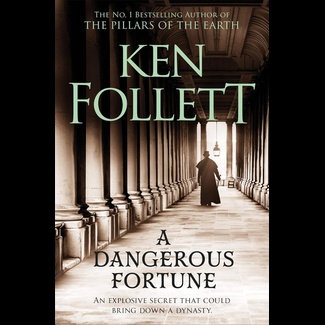 The No. 1 Bestselling Author of
THE PILLARS OF THE EARTH
KEN
FOLLETT
A
DANGEROUS
FORTUNE
An explosive secret that could
bring down a dynasty.